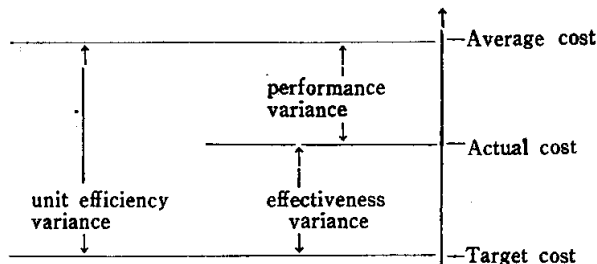 Average cost
performance
variance
Actual cost
unit efficiency
variance
effectiveness
variance
Target cost